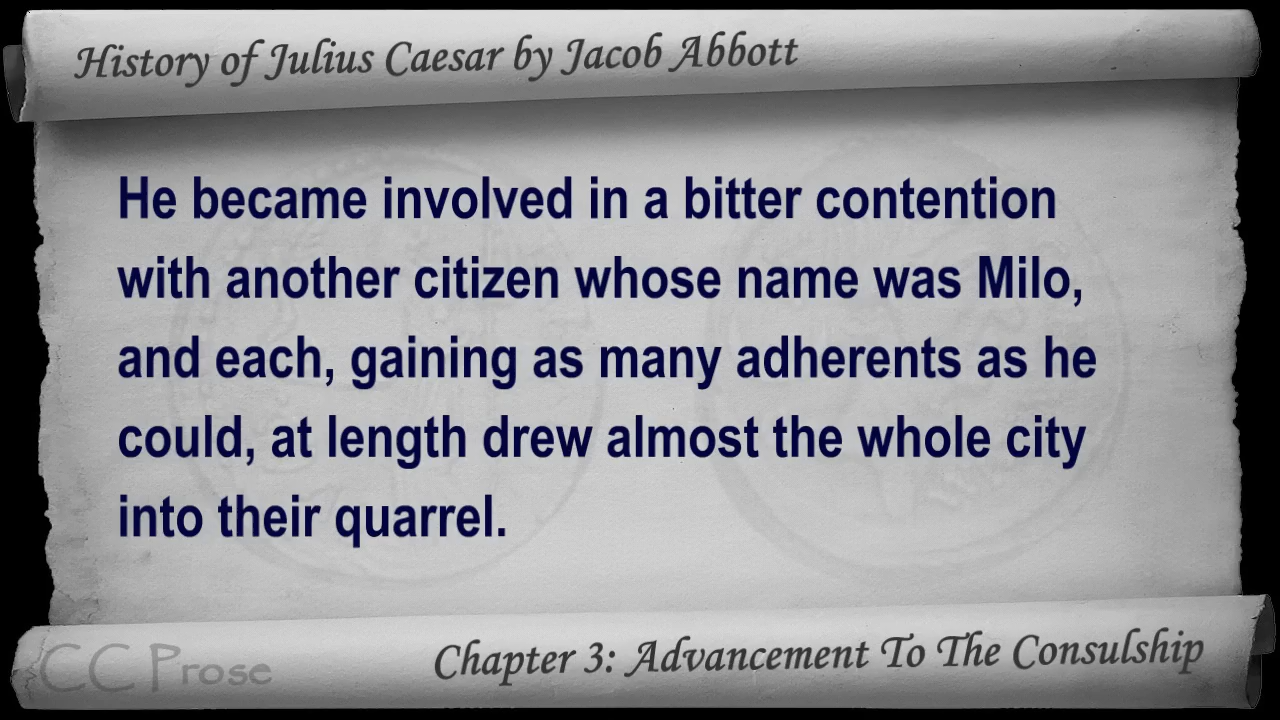 History of Julius Caesar by Jacob Abbott
He became involved in a bitter contention
with another citizen whose name was Milo,
and each, gaining as many adherents as he
could, at length drew almost the whole city
into their quarrel.
CC Prose
Chapter 3: Advancement To The Consulship